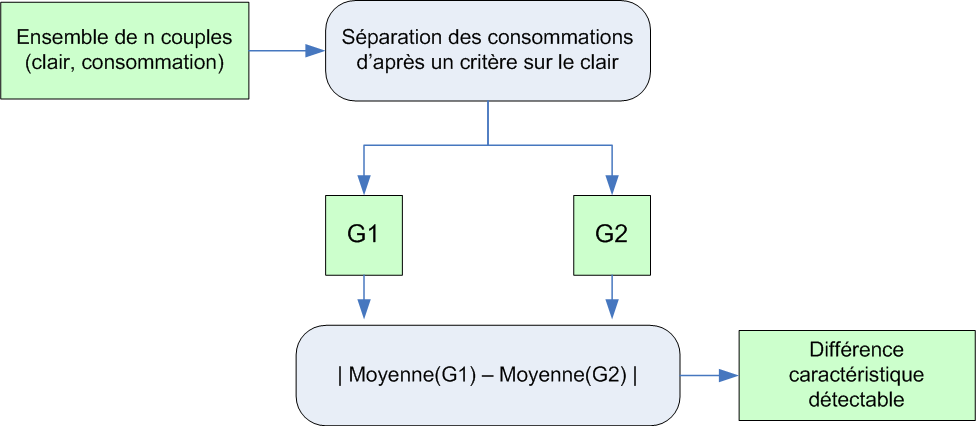 Ensemble de n couples
(clair, consommation)
Séparation des consommations
d’après un critère sur le clair
G1
G2
| Moyenne(G1) – Moyenne(G2) |
Différence
caractéristique
détectable